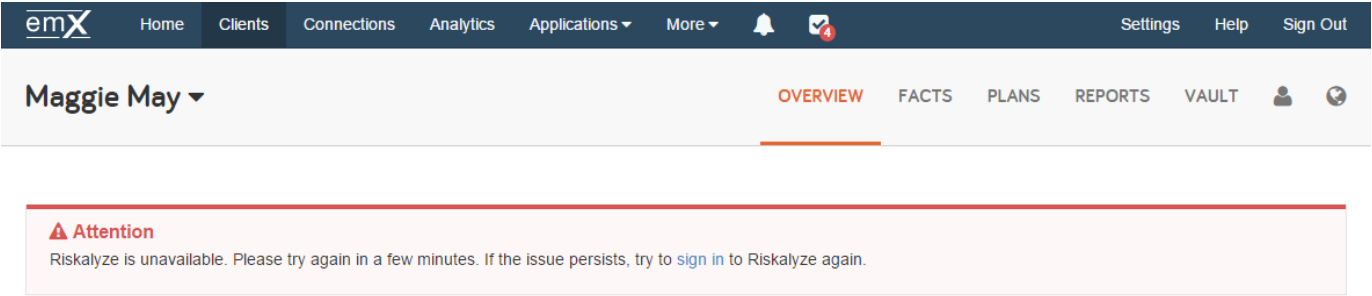 emX Home Clients Connections Analytics Applications More 4 Settings Help Sign Out
Maggie May OVERVIEW FACTS PLANS REPORTS VAULT
Attention
Riskalyze is unavailable. Please try again in a few minutes. If the issue persists, try to sign in to Riskalyze again.